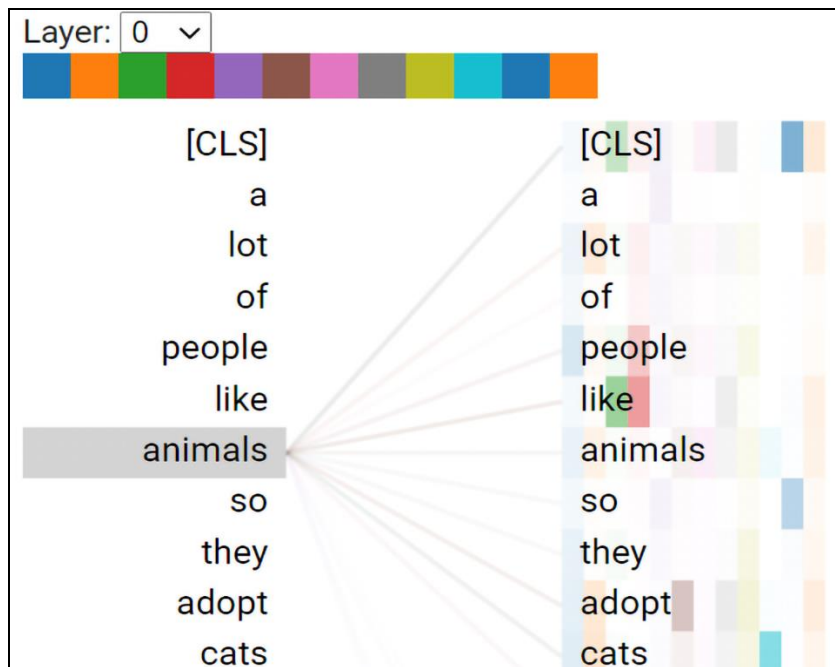 Layer: 0
[CLS] [CLS]
a a
lot lot
of of
people people
like like
animals animals
so so
they they
adopt adopt
cats cats